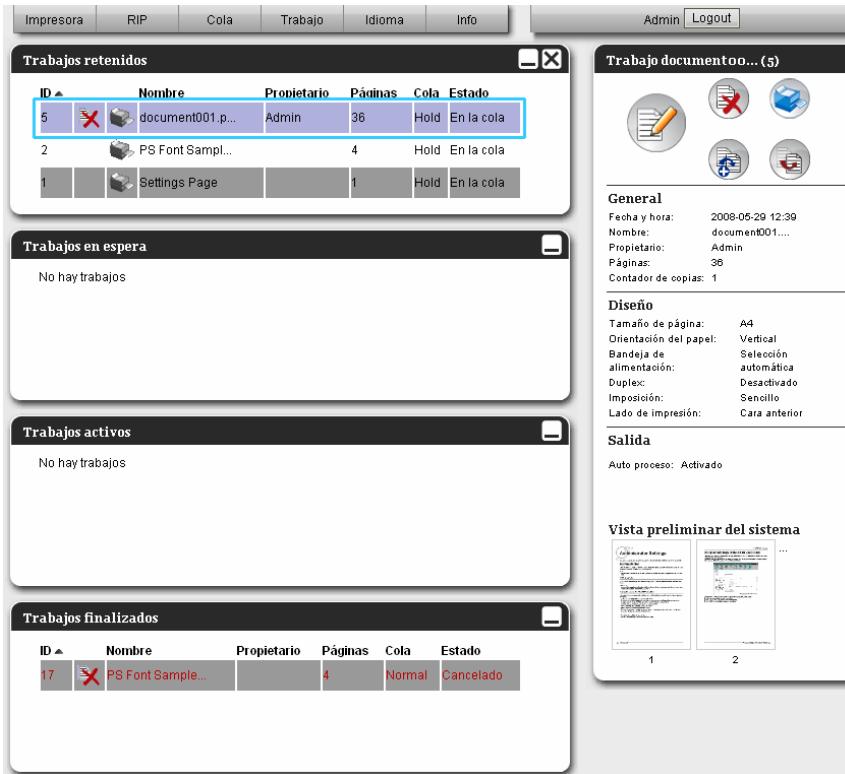 Impresora RIP Cola Trabajo Idioma Info
Admin Logout
Trabajos retenidos
ID Nombre Propietario Páginas Cola Estado
5 document001.p... Admin 36 Hold En la cola
2 PS Font Sampl... 4 Hold En la cola
1 Settings Page 1 Hold En la cola
Trabajos en espera
No hay trabajos
Trabajos activos
No hay trabajos
Trabajos finalizados
ID Nombre Propietario Páginas Cola Estado
17 PS Font Sample... 4 Normal Cancelado
Trabajo document00... (5)
General
Fecha y hora: 2008-05-29 12:39
Nombre: document001....
Propietario: Admin
Páginas: 36
Contador de copias: 1
Diseño
Tamaño de página: A4
Orientación del papel: Vertical
Bandeja de alimentación: Selección automática
Duplex: Desactivado
Imposición: Sencillo
Lado de impresión: Cara anterior
Salida
Auto proceso: Activado
Vista preliminar del sistema
Administrator Settings
...
1 2